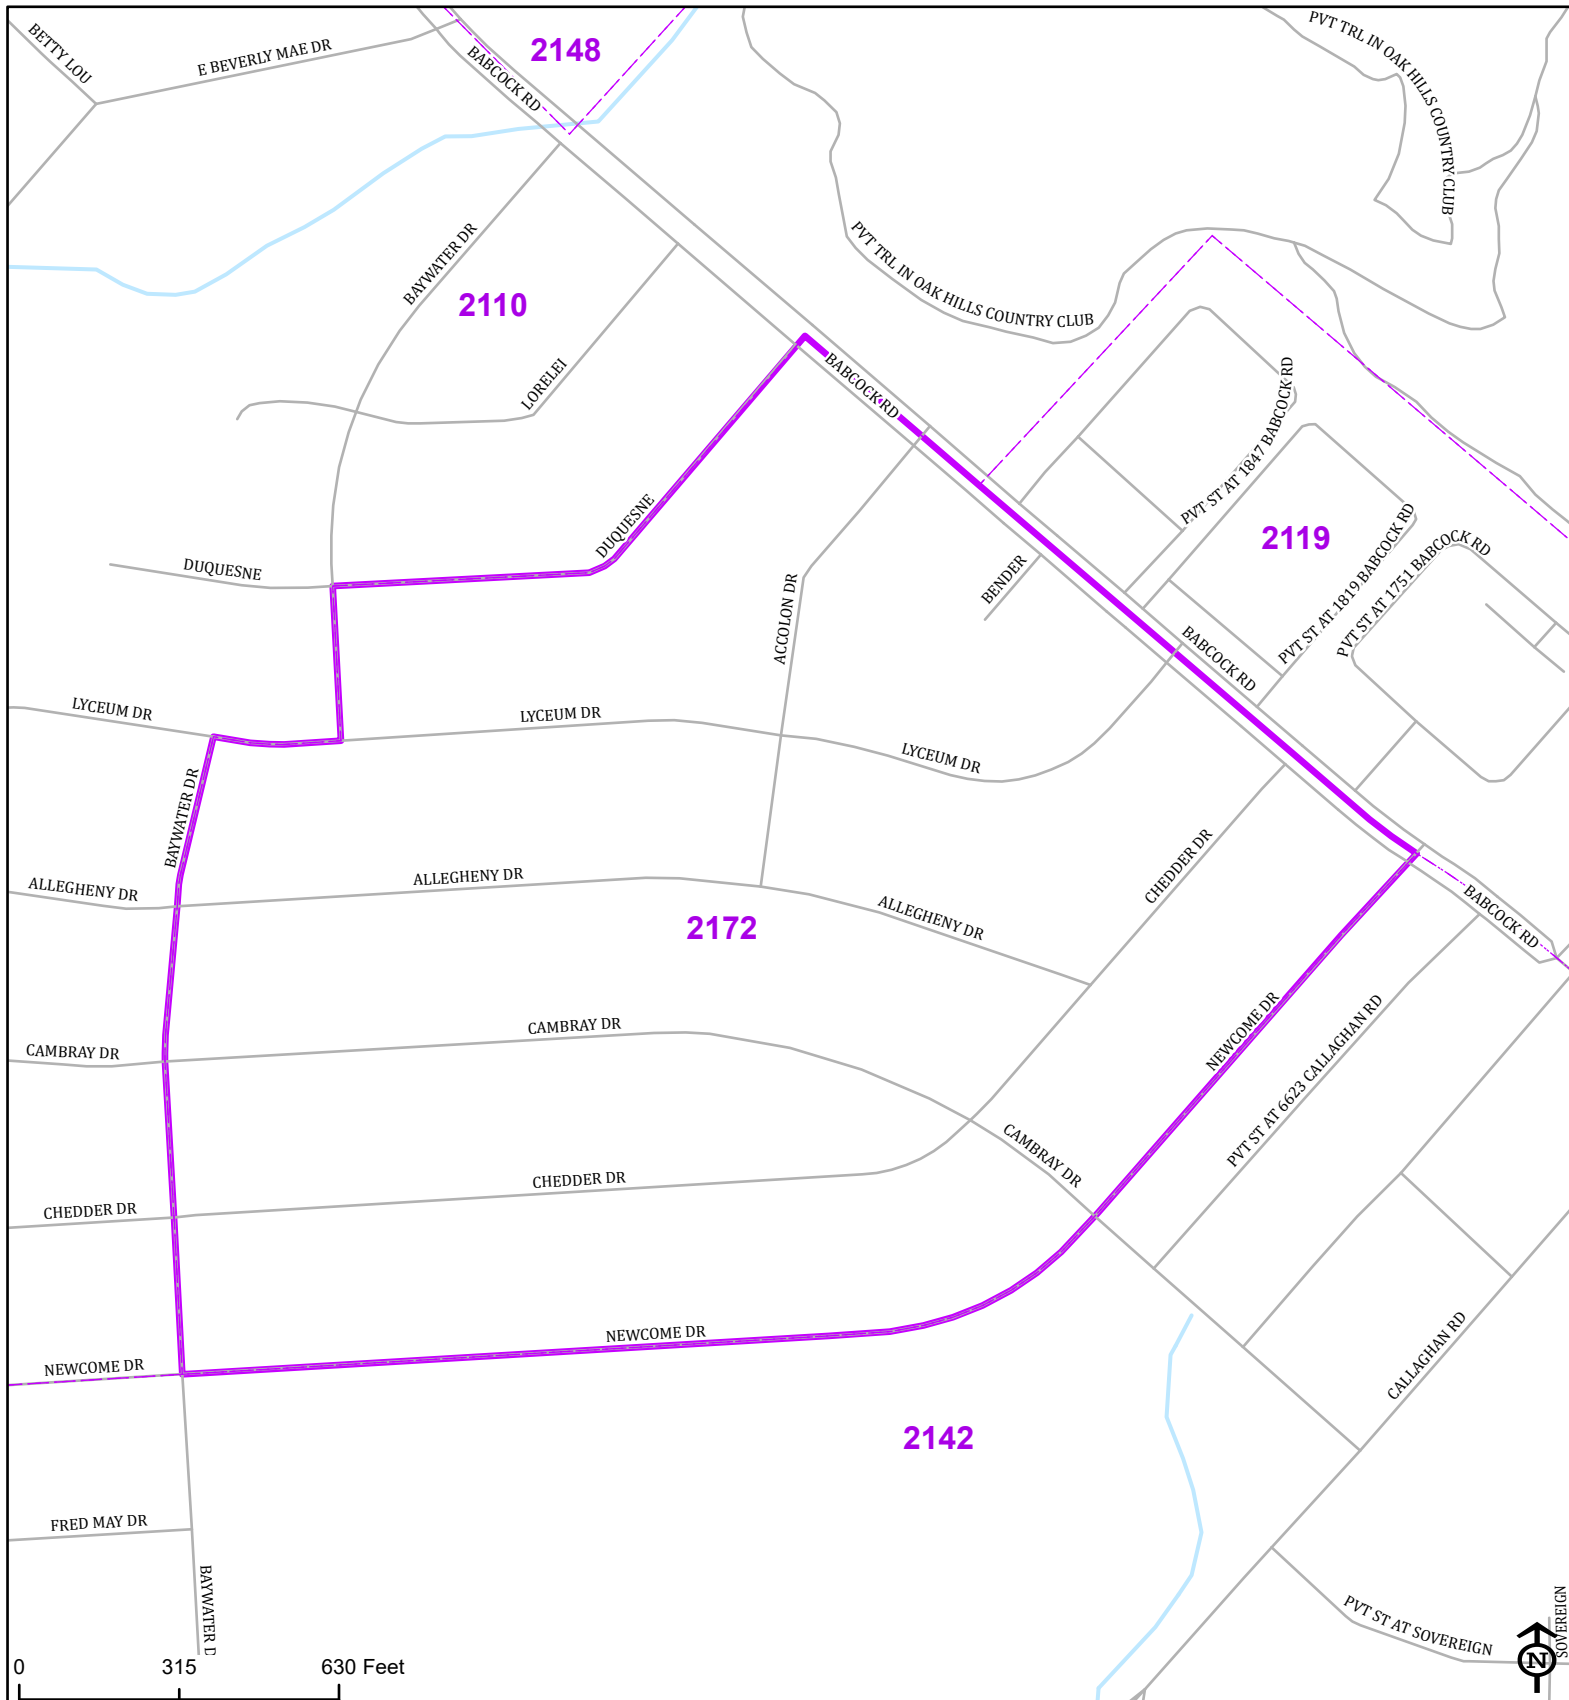 BETTY LOU
E BEVERLY MAE DR
BABCOCK RD
2148
PVT TRL IN OAK HILLS COUNTRY CLUB
BAYWATER DR
2110
PVT TRL IN OAK HILLS COUNTRY CLUB
LORELEI
BABCOCK RD
PVT ST AT 1847 BABCOCK RD
DUQUESNE
DUQUESNE
2119
PVT ST AT 1819 BABCOCK RD
PVT ST AT 1751 BABCOCK RD
BENDER
ACCOLON DR
BABCOCK RD
LYCEUM DR
LYCEUM DR
LYCEUM DR
BAYWATER DR
CHEDDER DR
ALLEGHENY DR
ALLEGHENY DR
ALLEGHENY DR
2172
BABCOCK RD
NEWCOME DR
CAMBRAY DR
CAMBRAY DR
PVT ST AT 6623 CALLAGHAN RD
CAMBRAY DR
CHEDDER DR
CHEDDER DR
NEWCOME DR
NEWCOME DR
CALLAGHAN RD
2142
FRED MAY DR
BAYWATER D
PVT ST AT SOVEREIGN
SOVEREIGN
N
0 315 630 Feet